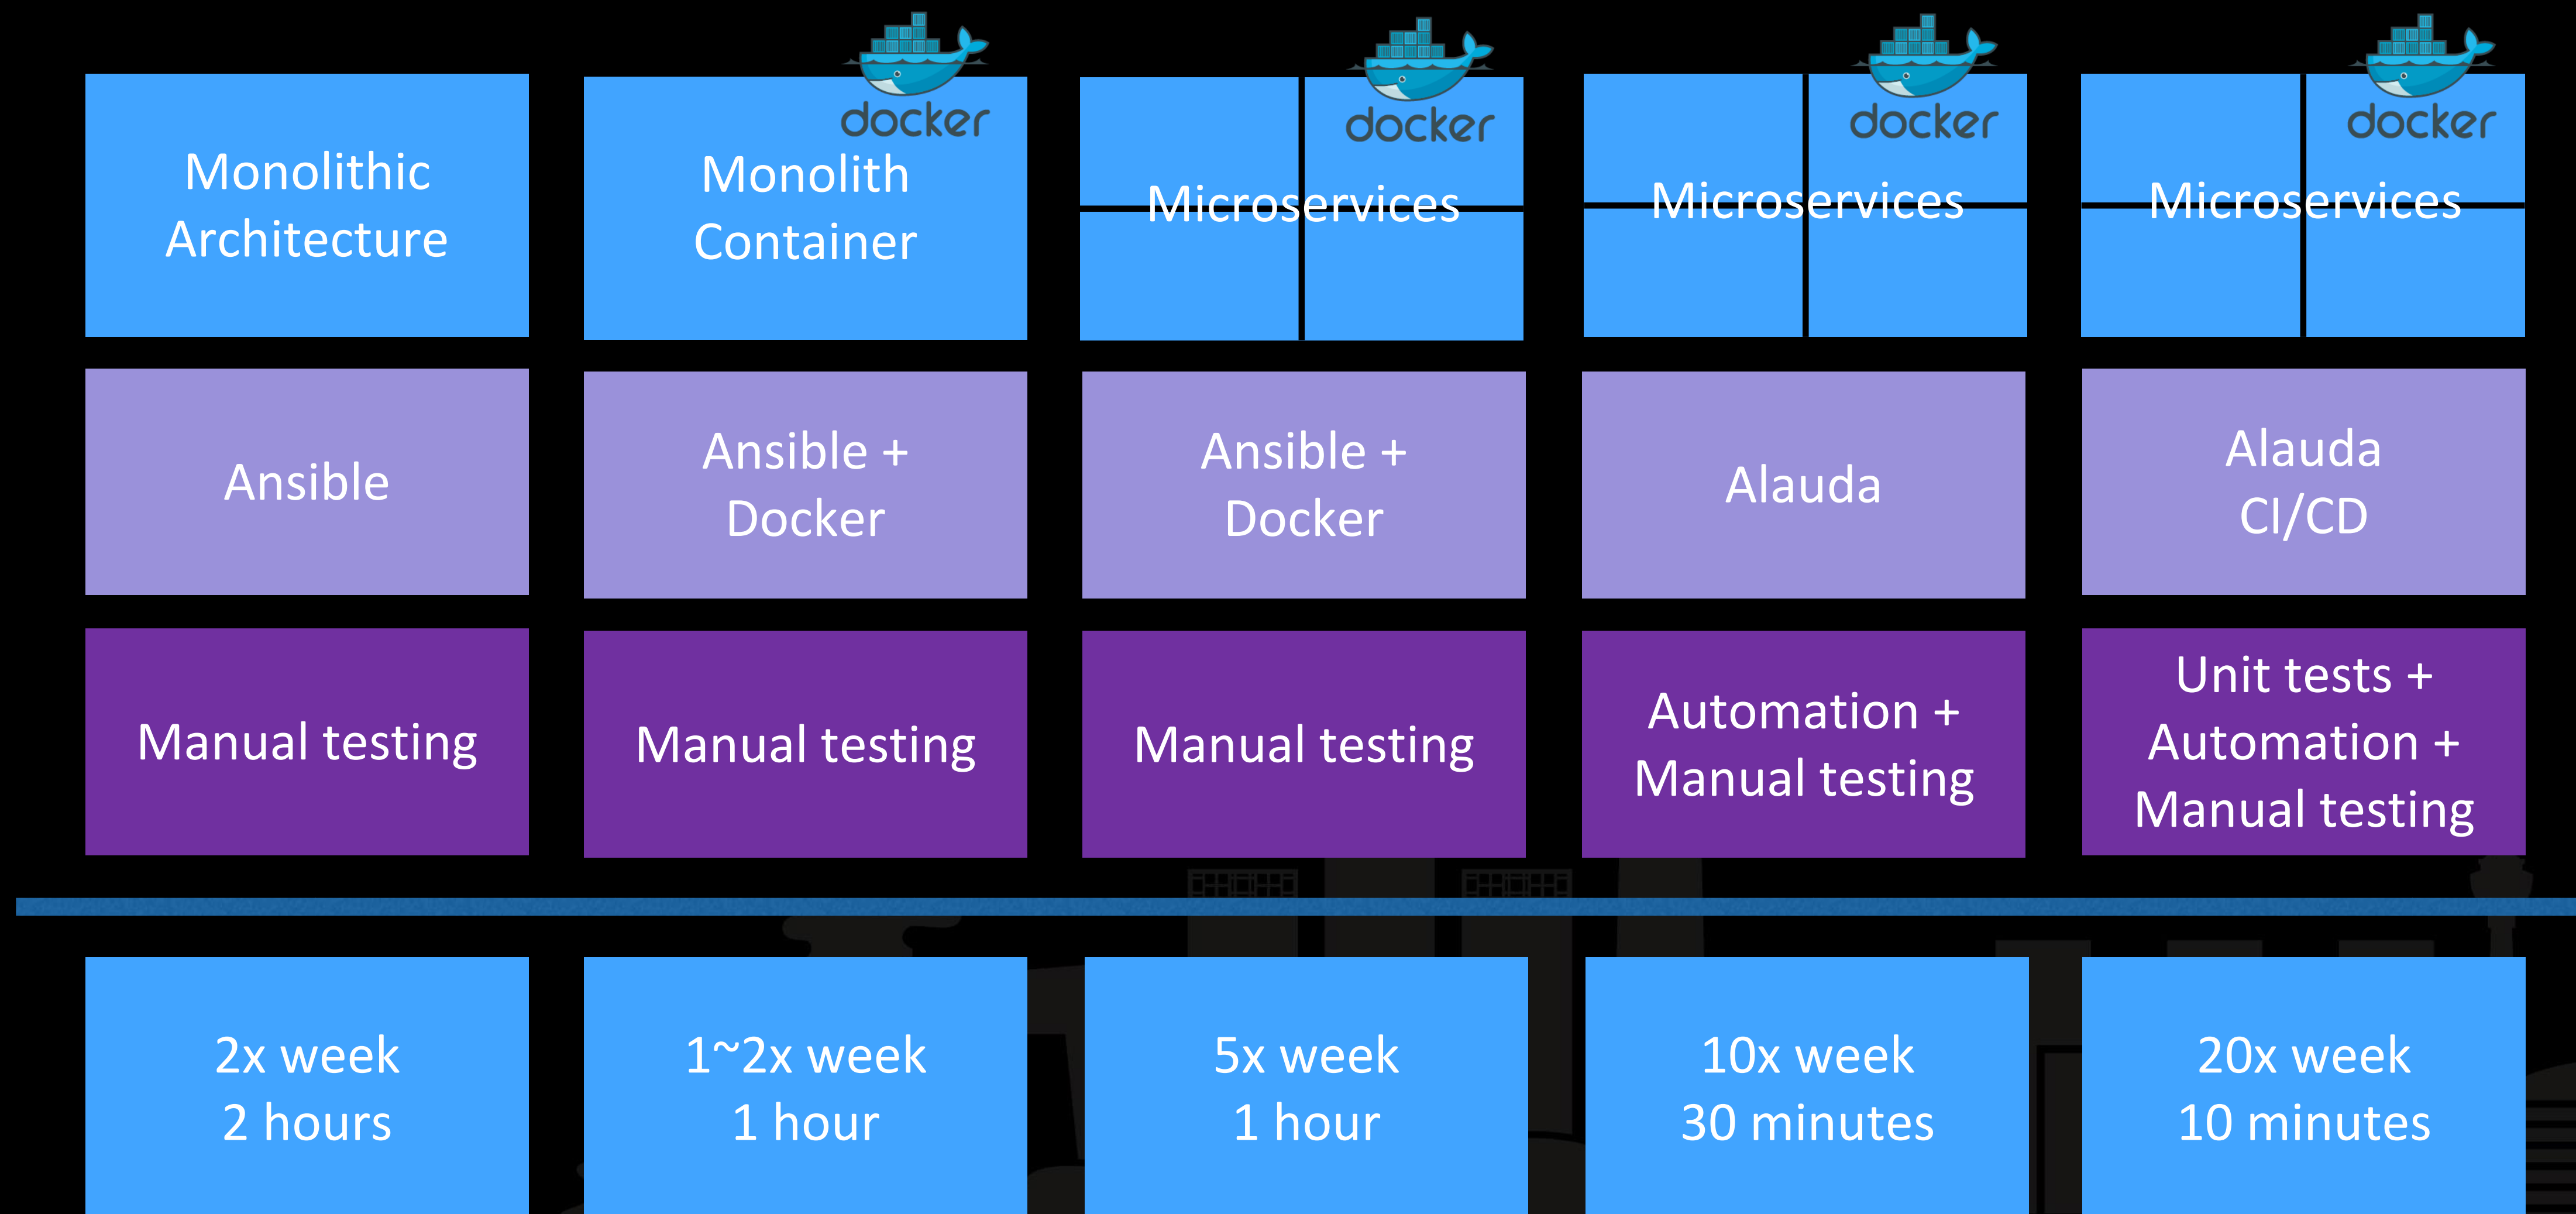 docker
docker
docker
docker
Monolithic
Architecture
Monolith
Container
Microservices
Microservices
Microservices
Ansible
Ansible +
Docker
Ansible +
Docker
Alauda
Alauda
CI/CD
Manual testing
Manual testing
Manual testing
Automation +
Manual testing
Unit tests +
Automation +
Manual testing
2x week
2 hours
1~2x week
1 hour
5x week
1 hour
10x week
30 minutes
20x week
10 minutes